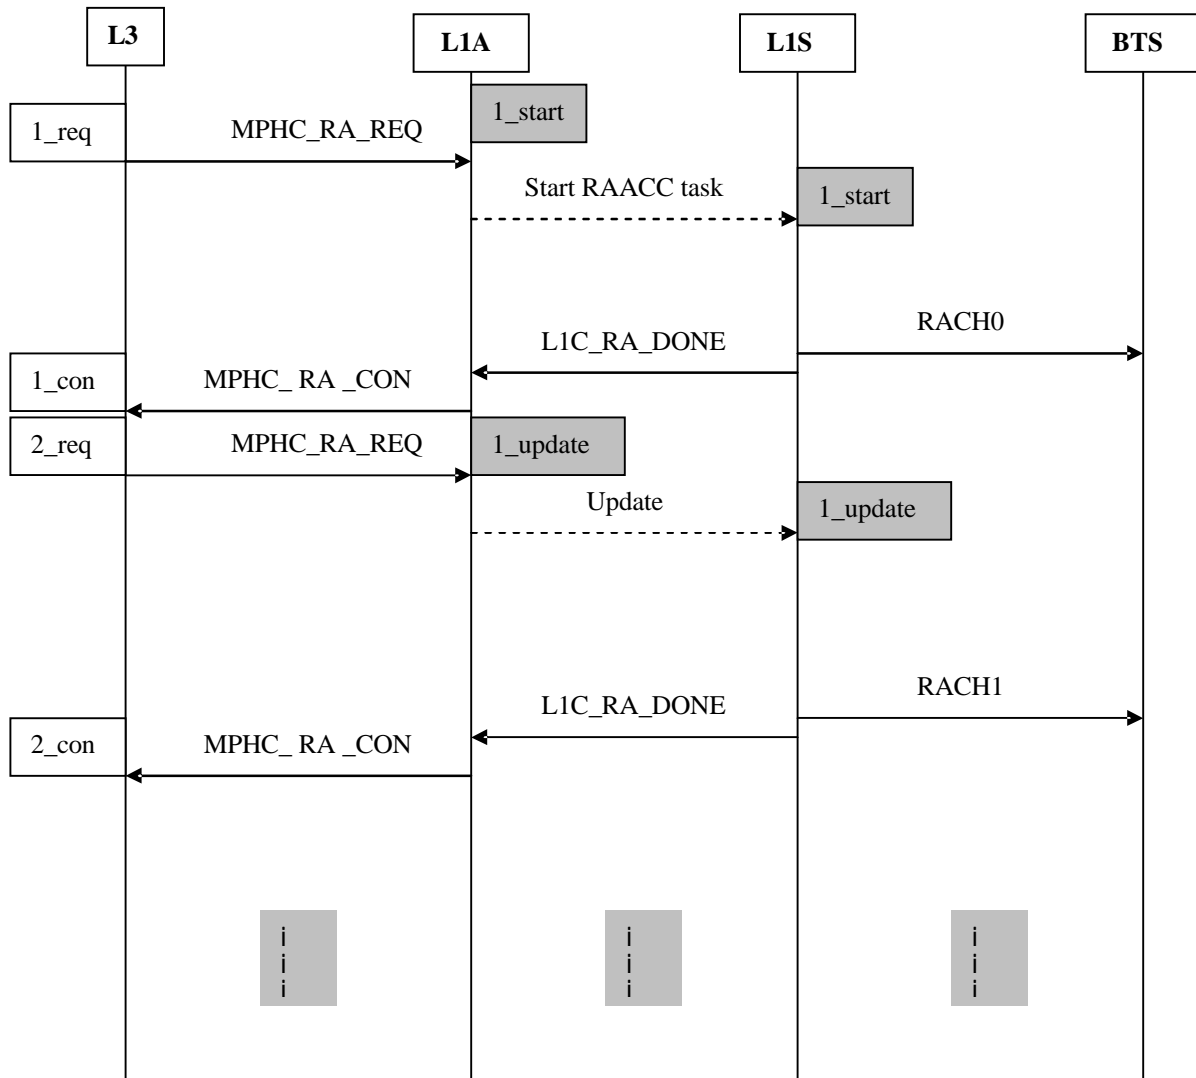 L3
L1A
L1S
BTS
1_start
1_req
MPHC_RA_REQ
Start RAACC task
1_start
RACH0
L1C_RA_DONE
1_con
MPHC_ RA _CON
2_req
MPHC_RA_REQ
1_update
Update
1_update
RACH1
L1C_RA_DONE
2_con
MPHC_ RA _CON
¡ ¡ ¡
¡ ¡ ¡
¡ ¡ ¡